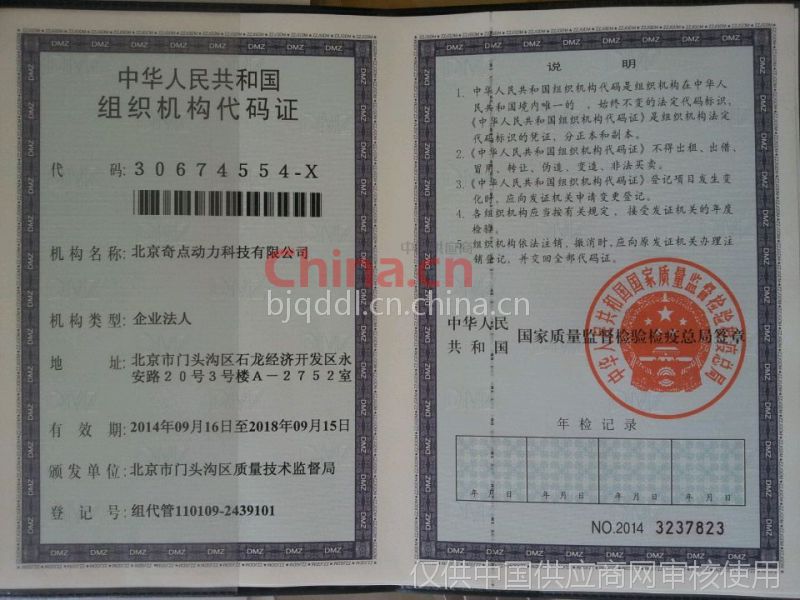 中华人民共和国
组织机构代码证
代 码: 30674554-X
机构名称: 北京奇点动力科技有限公司
机构类型: 企业法人
地 址: 北京市门头沟区石龙经济开发区永
安路20号3号楼A-2752室
有 效 期: 2014年09月16日至2018年09月15日
颁发单位: 北京市门头沟区质量技术监督局
登 记 号: 组代管110109-2439101
说 明
1. 中华人民共和国组织机构代码是组织机构在中华人
民共和国境内唯一的、始终不变的法定代码标识,
《中华人民共和国组织机构代码证》是组织机构法定
代码标识的凭证,分正本和副本。
2.《中华人民共和国组织机构代码证》不得出租、出借、
冒用、转让、伪造、变造、非法买卖。
3.《中华人民共和国组织机构代码证》登记项目发生变
化时,应向发证机关申请变更登记。
4. 各组织机构应当按有关规定,接受发证机关的年度
检验。
5. 组织机构依法注销、撤消时,应向原发证机关办理注
销登记,并交回全部代码证。
中华人民
共和国 国家质量监督检验检疫总局签章
中华人民共和国国家质量监督检验检疫总局
年检记录
年 月 日 年 月 日 年 月 日 年 月 日
NO.2014 3237823
China.cn
bjqddl.cn.china.cn
仅供中国供应商网审核使用